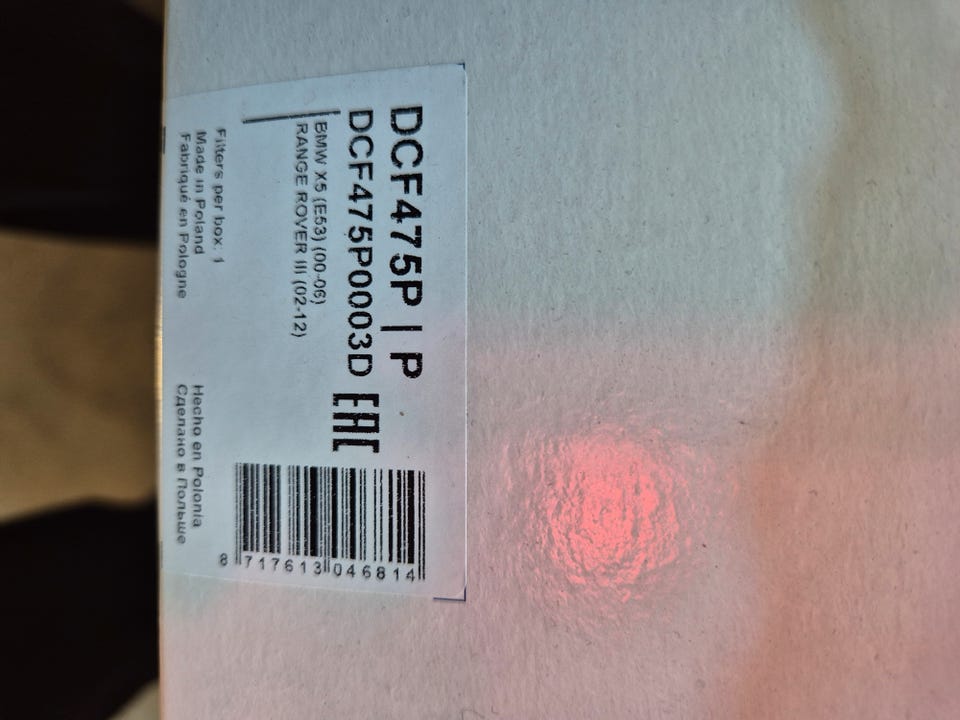 DCF475P | P
DCF475P0003D EAC
BMW X5 (E53) (00-06)
RANGE ROVER III (02-12)
Filters per box: 1
Made in Poland
Fabriqué en Pologne
Hecho en Polonia
Сделано в Польше
8 717613 046814